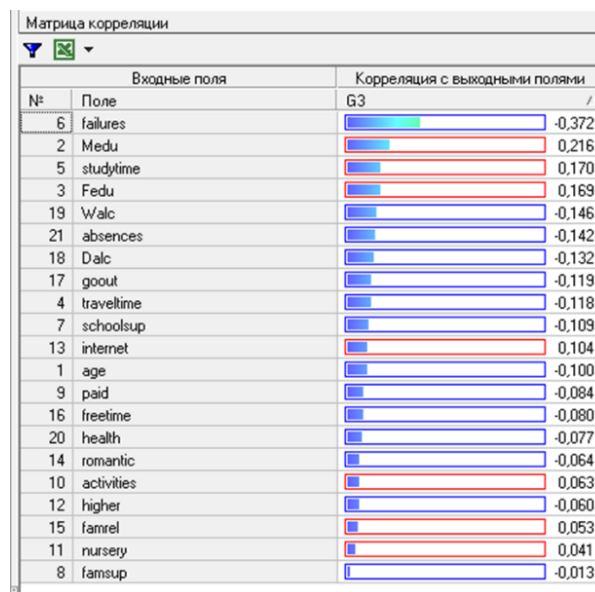 Матрица корреляции
Входные поля Корреляция с выходными полями
№ Поле G3 /
6 failures -0,372
2 Medu 0,216
5 studytime 0,170
3 Fedu 0,169
19 Walc -0,146
21 absences -0,142
18 Dalc -0,132
17 goout -0,119
4 traveltime -0,118
7 schoolsup -0,109
13 internet 0,104
1 age -0,100
9 paid -0,084
16 freetime -0,080
20 health -0,077
14 romantic -0,064
10 activities 0,063
12 higher -0,060
15 famrel 0,053
11 nursery 0,041
8 famsup -0,013